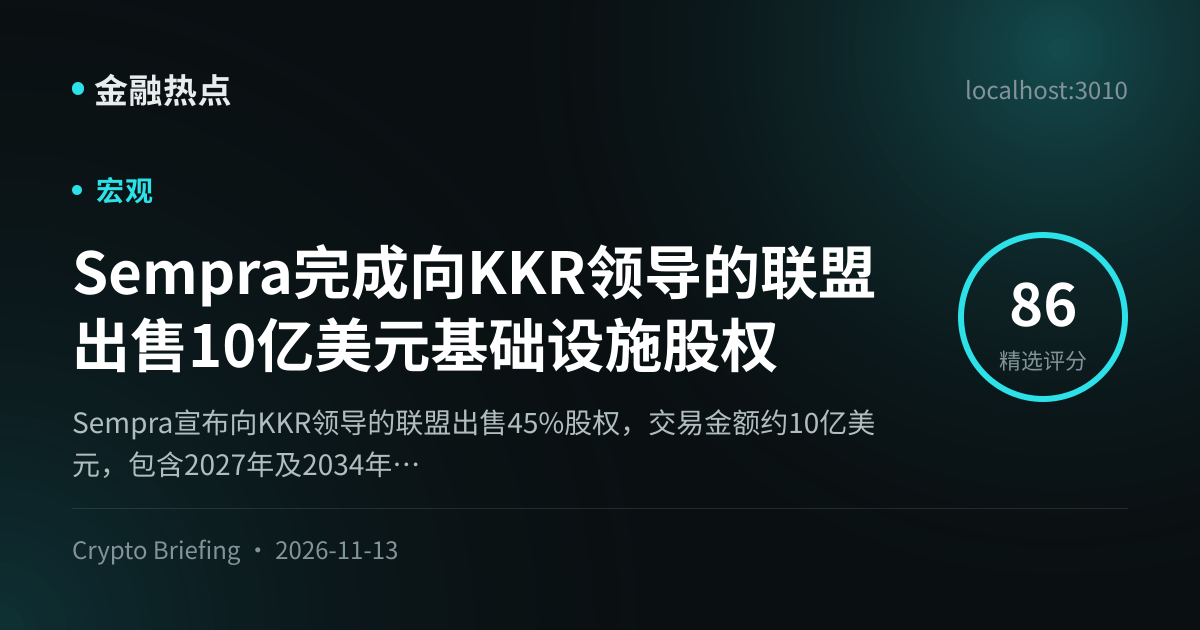 金融热点
localhost:3010
宏观
Sempra完成向KKR领导的联盟
出售10亿美元基础设施股权
86
精选评分
Sempra宣布向KKR领导的联盟出售45%股权，交易金额约10亿美
元，包含2027年及2034年…
Crypto Briefing · 2026-11-13